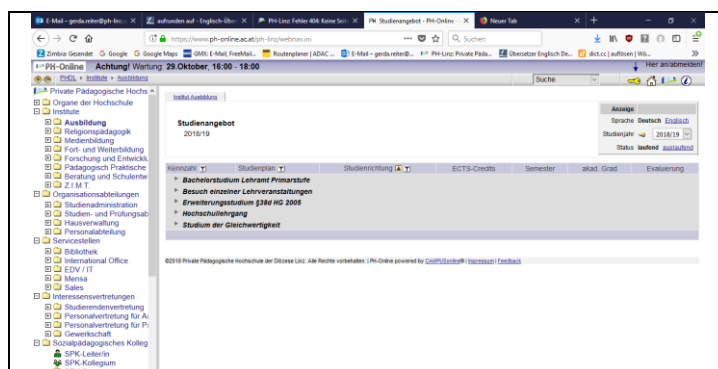 E-Mail – gerda.reiter@ph-linz.
aufrunden auf - Englisch-Über
PH-Linz Fehler 404: Keine Seit
Studienangebot - PH-Online -
Neuer Tab
https://www.ph-online.ac.at/ph-linz/webnav.ini
Suchen
Zimbra: Gesendet
Google
Google Maps
GMX: E-Mail, FreeMail...
Routenplaner | ADAC ...
E-Mail – gerda.reiter@...
PH-Linz: Private Päda...
Übersetzer Englisch De...
dict.cc | auflösen | Wö...
PH-Online Achtung! Wartung: 29.Oktober, 16:00 - 18:00
Hier an/abmelden!
PHDL Institute Ausbildung
Suche
Private Pädagogische Hochs
Organe der Hochschule
Institute
Ausbildung
Religionspädagogik
Medienbildung
Fort- und Weiterbildung
Forschung und Entwicklu
Pädagogisch Praktische
Beratung und Schulentw
Z.I.M.T.
Organisationsabteilungen
Studienadministration
Studien- und Prüfungsab
Hausverwaltung
Personalabteilung
Servicestellen
Bibliothek
International Office
EDV / IT
Mensa
Sales
Interessensvertretungen
Studierendenvertretung
Personalvertretung für A
Personalvertretung für P
Gewerkschaft
Sozialpädagogisches Kolleg
SPK-Leiter/in
SPK-Kollegium
Institut Ausbildung
Studienangebot
2018/19
Anzeige
Sprache Deutsch Englisch
Studienjahr 2018/19
Status laufend auslaufend
Kennzahl Studienplan Studienrichtung ECTS-Credits Semester akad. Grad Evaluierung
Bachelorstudium Lehramt Primarstufe
Besuch einzelner Lehrveranstaltungen
Erweiterungsstudium §38d HG 2005
Hochschullehrgang
Studium der Gleichwertigkeit
©2018 Private Pädagogische Hochschule der Diözese Linz. Alle Rechte vorbehalten. | PH-Online powered by CAMPUSonline® | Impressum | Feedback